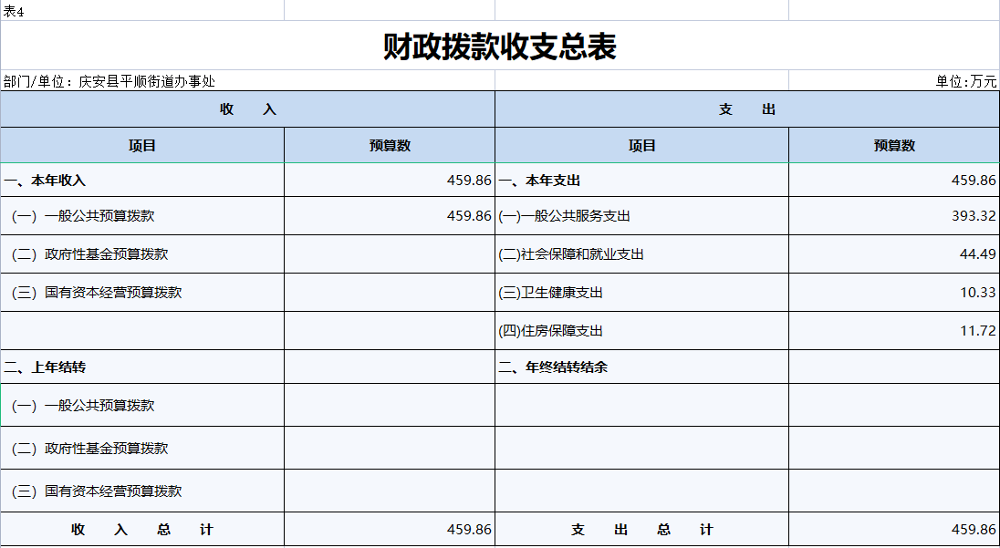 表4
财政拨款收支总表
部门/单位：庆安县平顺街道办事处 单位:万元
收 入 支 出
项目 预算数 项目 预算数
一、本年收入 459.86 一、本年支出 459.86
（一）一般公共预算拨款 459.86 (一)一般公共服务支出 393.32
（二）政府性基金预算拨款 (二)社会保障和就业支出 44.49
（三）国有资本经营预算拨款 (三)卫生健康支出 10.33
(四)住房保障支出 11.72
二、上年结转 二、年终结转结余
（一）一般公共预算拨款
（二）政府性基金预算拨款
（三）国有资本经营预算拨款
收 入 总 计 459.86 支 出 总 计 459.86